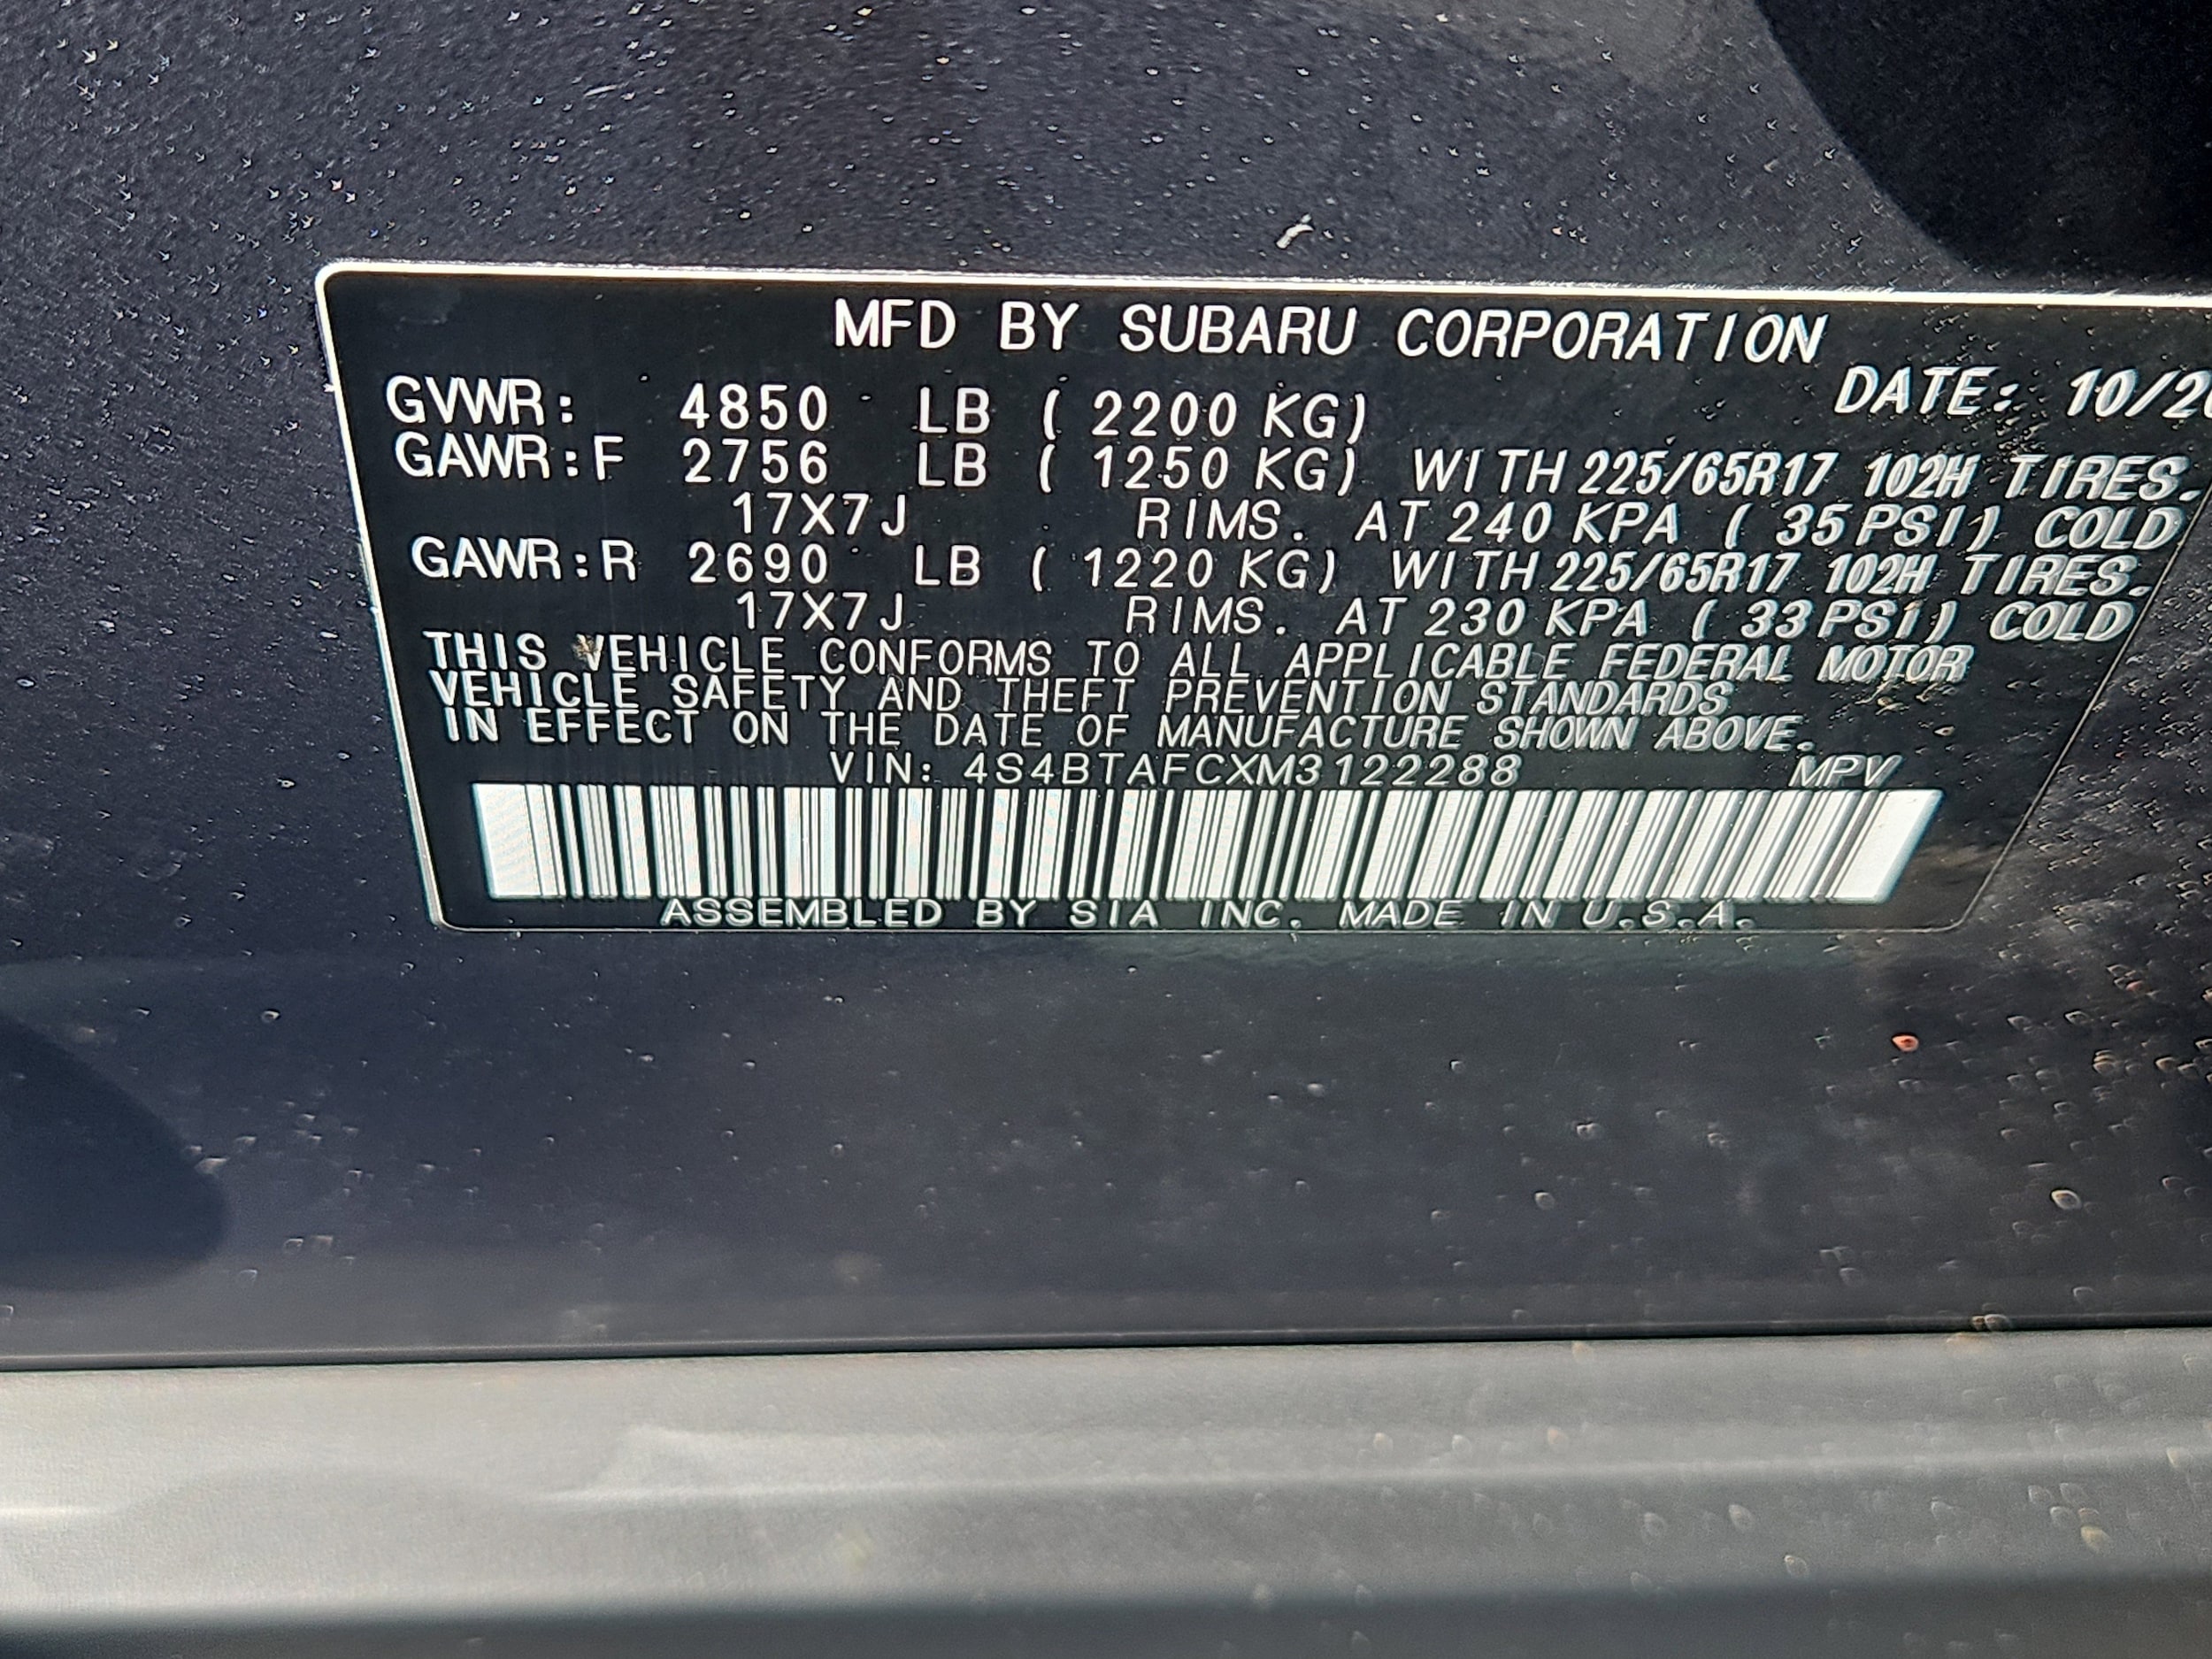 MFD BY SUBARU CORPORATION
DATE: 10/20
GVWR: 4850 LB ( 2200 KG)
GAWR:F 2756 LB ( 1250 KG) WITH 225/65R17 102H TIRES.
17X7J RIMS. AT 240 KPA ( 35 PSI) COLD
GAWR:R 2690 LB ( 1220 KG) WITH 225/65R17 102H TIRES.
17X7J RIMS. AT 230 KPA ( 33 PSI) COLD
THIS VEHICLE CONFORMS TO ALL APPLICABLE FEDERAL MOTOR
VEHICLE SAFETY AND THEFT PREVENTION STANDARDS
IN EFFECT ON THE DATE OF MANUFACTURE SHOWN ABOVE.
VIN: 4S4BTAFCXM3122288 MPV
ASSEMBLED BY SIA INC. MADE IN U.S.A.